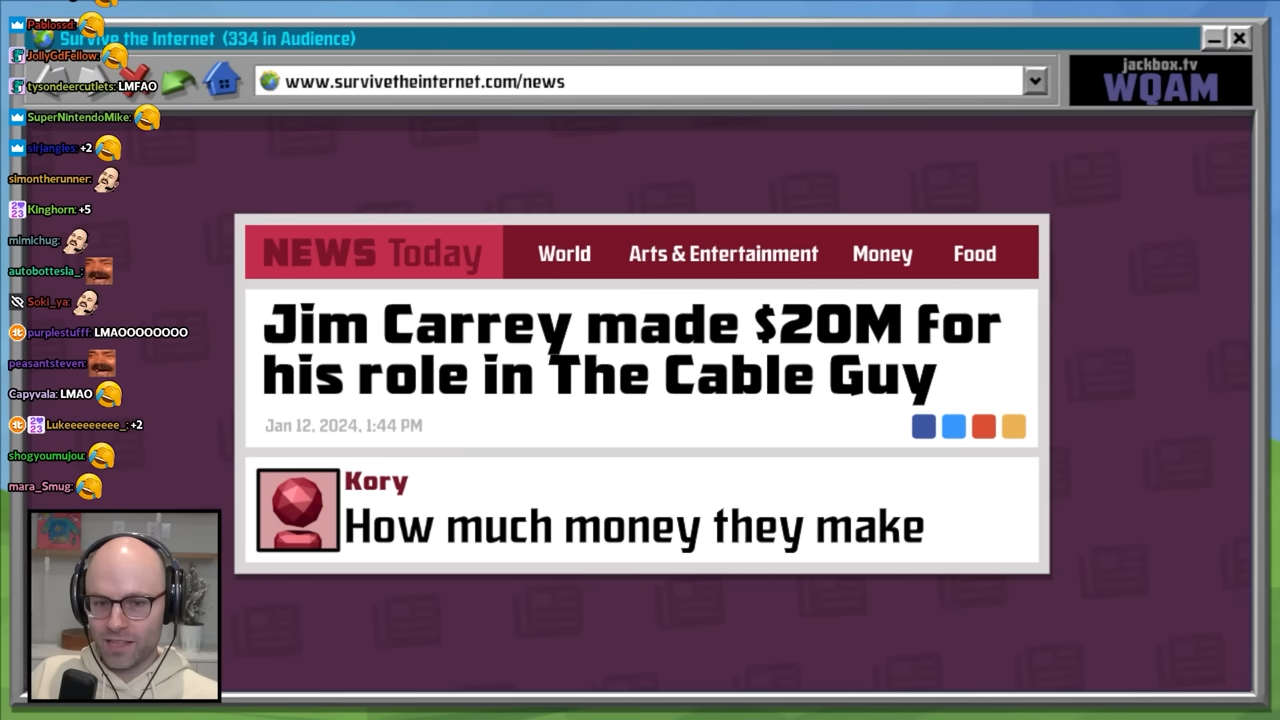 Survive the Internet (334 in Audience)
www.survivetheinternet.com/news
jackbox.tv
WQAM
Pablossd:
JollyGdFellow:
tysondeercutlets: LMFAO
SuperNintendoMike:
sirjangles: +2
simontherunner:
Kinghorn: +5
mimichug:
autobottesla_:
Soki_ya:
purplestufff: LMAOOOOOOOO
peasantsteven:
Capyvala: LMAO
Lukeeeeeeeee_: +2
shogyoumujou:
mara_Smug:
NEWS Today
World
Arts & Entertainment
Money
Food
Jim Carrey made $20M for
his role in The Cable Guy
Jan 12, 2024, 1:44 PM
Kory
How much money they make